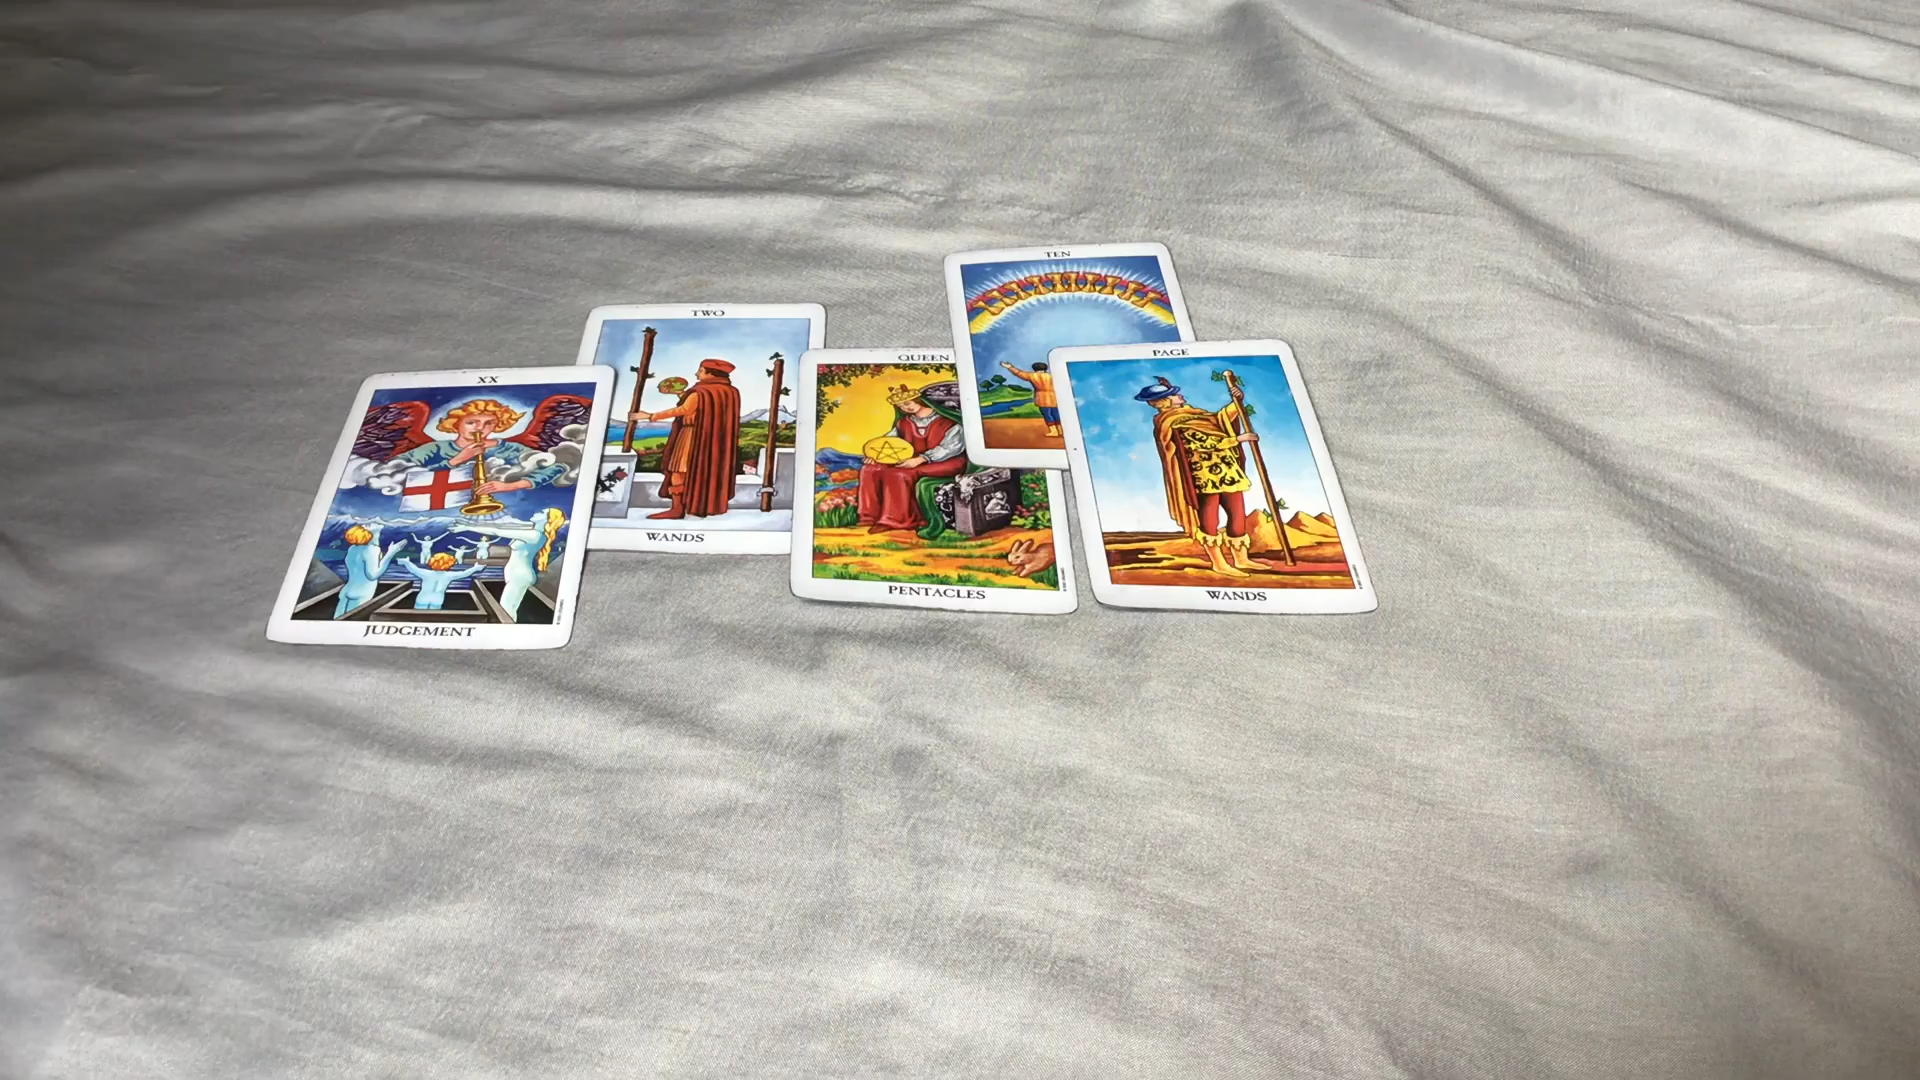 XX
JUDGEMENT
TWO
WANDS
QUEEN
PENTACLES
TEN
PAGE
WANDS